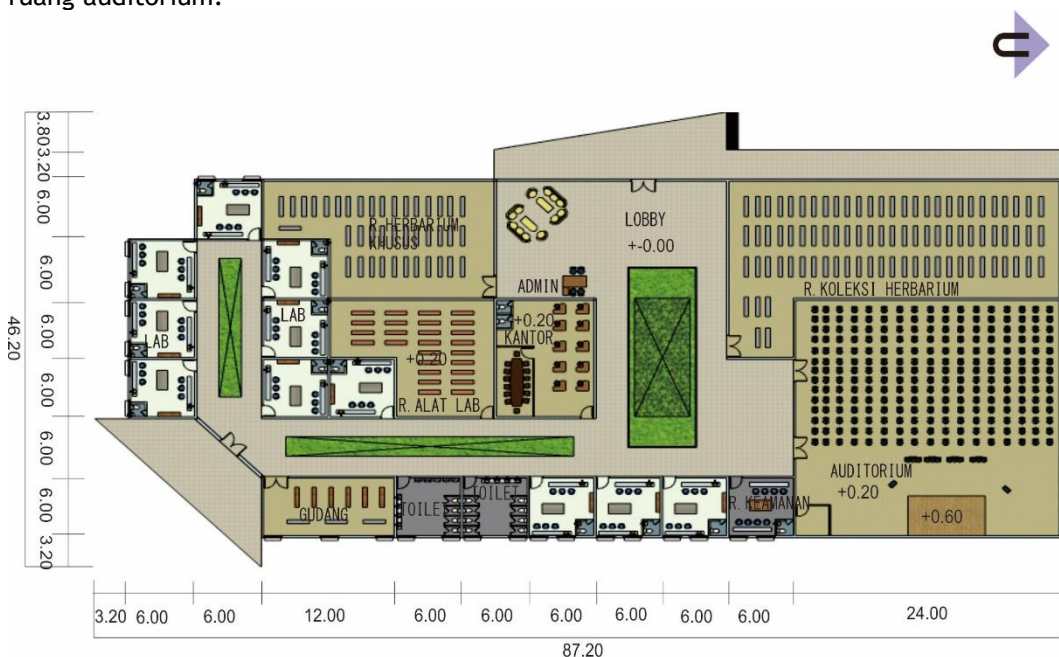 ruang auditorium.
3.80
3.20
6.00
6.00
6.00
6.00
6.00
6.00
3.20
46.20
R. HERBARIUM
KHUSUS
LOBBY
+-0.00
ADMIN
R. KOLEKSI HERBARIUM
LAB
LAB
+0.20
KANTOR
+0.20
R. ALAT LAB
AUDITORIUM
+0.20
+0.60
GUDANG
TOILET
TOILET
R. KEAMANAN
3.20 6.00 6.00 12.00 6.00 6.00 6.00 6.00 6.00 6.00 24.00
87.20